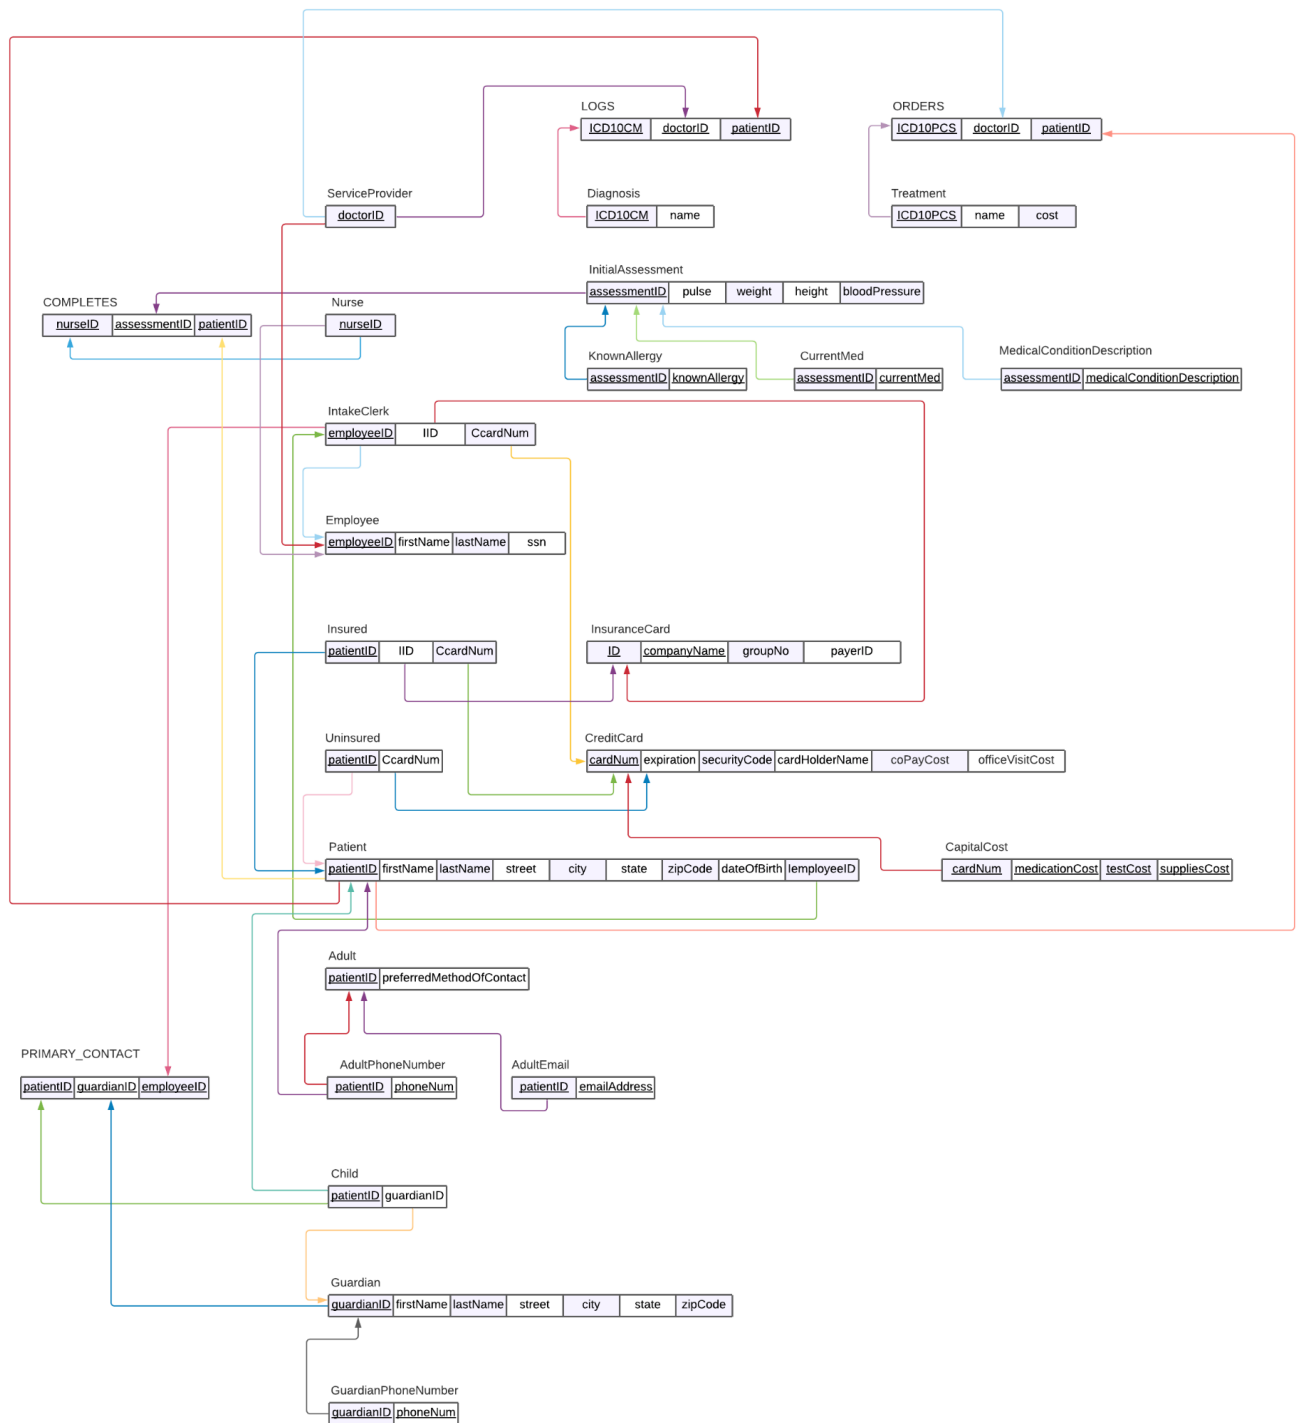 LOGS
ICD10CM doctorID patientID
ORDERS
ICD10PCS doctorID patientID
ServiceProvider
doctorID
Diagnosis
ICD10CM name
Treatment
ICD10PCS name cost
InitialAssessment
assessmentID pulse weight height bloodPressure
COMPLETES
nurseID assessmentID patientID
Nurse
nurseID
KnownAllergy
assessmentID knownAllergy
CurrentMed
assessmentID currentMed
MedicalConditionDescription
assessmentID medicalConditionDescription
IntakeClerk
employeeID IID CcardNum
Employee
employeeID firstName lastName ssn
Insured
patientID IID CcardNum
InsuranceCard
ID companyName groupNo payerID
Uninsured
patientID CcardNum
CreditCard
cardNum expiration securityCode cardHolderName coPayCost officeVisitCost
Patient
patientID firstName lastName street city state zipCode dateOfBirth IemployeeID
CapitalCost
cardNum medicationCost testCost suppliesCost
Adult
patientID preferredMethodOfContact
PRIMARY_CONTACT
patientID guardianID employeeID
AdultPhoneNumber
patientID phoneNum
AdultEmail
patientID emailAddress
Child
patientID guardianID
Guardian
guardianID firstName lastName street city state zipCode
GuardianPhoneNumber
guardianID phoneNum